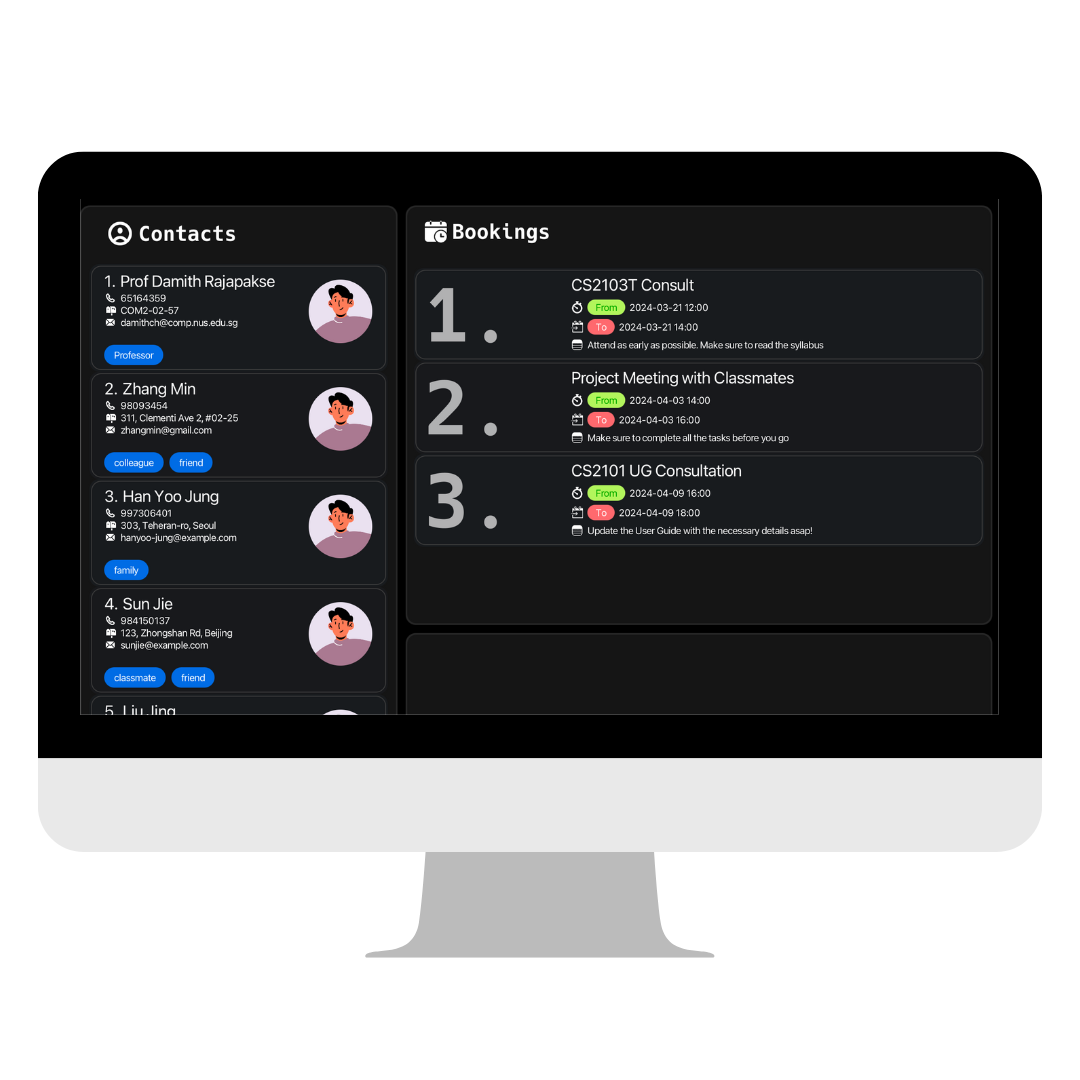 Contacts
1. Prof Damith Rajapakse
65164359
COM2-02-57
damithch@comp.nus.edu.sg
Professor
2. Zhang Min
98093454
311, Clementi Ave 2, #02-25
zhangmin@gmail.com
colleague friend
3. Han Yoo Jung
997306401
303, Teheran-ro, Seoul
hanyoo-jung@example.com
family
4. Sun Jie
984150137
123, Zhongshan Rd, Beijing
sunjie@example.com
classmate friend
5. Liu Jing
Bookings
1.
CS2103T Consult
From 2024-03-21 12:00
To 2024-03-21 14:00
Attend as early as possible. Make sure to read the syllabus
2.
Project Meeting with Classmates
From 2024-04-03 14:00
To 2024-04-03 16:00
Make sure to complete all the tasks before you go
3.
CS2101 UG Consultation
From 2024-04-09 16:00
To 2024-04-09 18:00
Update the User Guide with the necessary details asap!